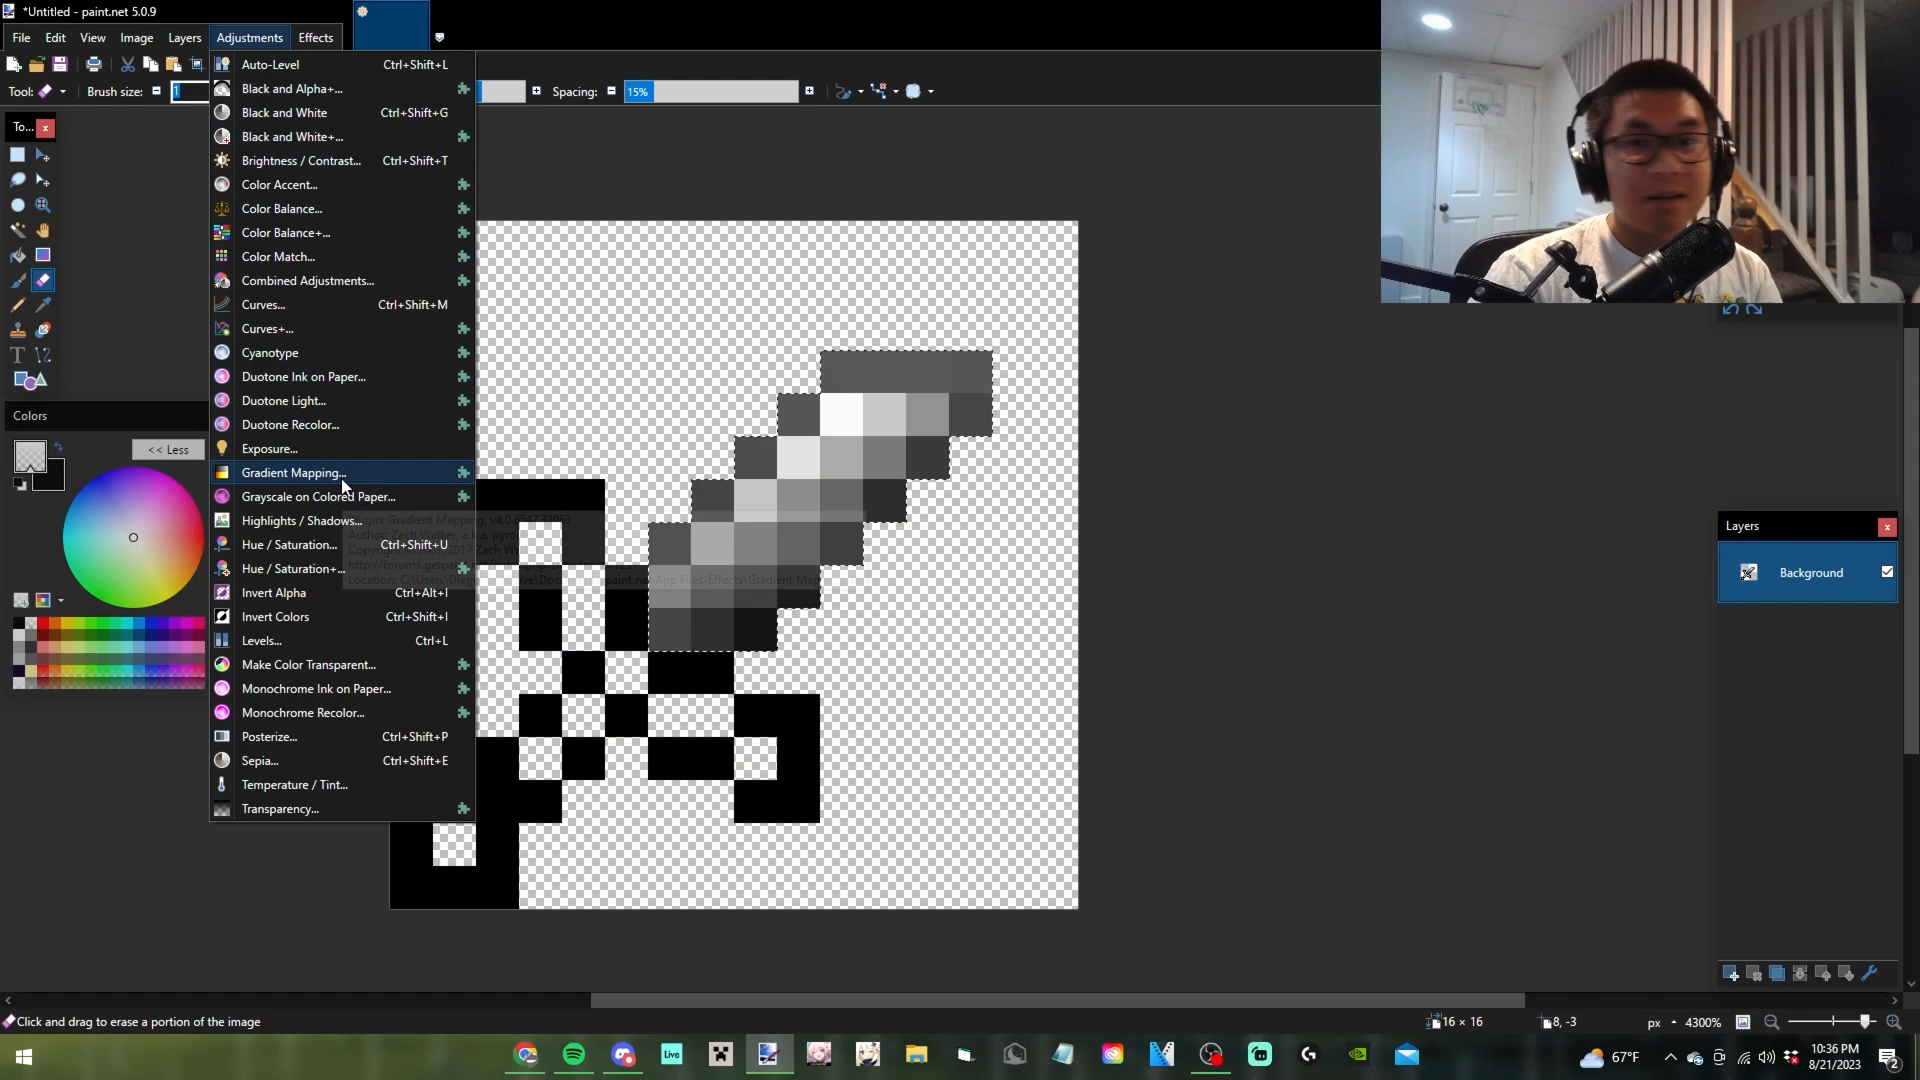 *Untitled - paint.net 5.0.9
File Edit View Image Layers Adjustments Effects
Tool: Brush size: 1 Spacing: 15%
To...
Auto-Level Ctrl+Shift+L
Black and Alpha+...
Black and White Ctrl+Shift+G
Black and White+...
Brightness / Contrast... Ctrl+Shift+T
Color Accent...
Color Balance...
Color Balance+...
Color Match...
Combined Adjustments...
Curves... Ctrl+Shift+M
Curves+...
Cyanotype
Duotone Ink on Paper...
Duotone Light...
Duotone Recolor...
Exposure...
Gradient Mapping...
Grayscale on Colored Paper...
Highlights / Shadows...
Hue / Saturation... Ctrl+Shift+U
Hue / Saturation+...
Invert Alpha Ctrl+Alt+I
Invert Colors Ctrl+Shift+I
Levels... Ctrl+L
Make Color Transparent...
Monochrome Ink on Paper...
Monochrome Recolor...
Posterize... Ctrl+Shift+P
Sepia... Ctrl+Shift+E
Temperature / Tint...
Transparency...
Colors
<< Less
Layers
Background
Click and drag to erase a portion of the image
16 × 16
8, -3
px
4300%
Live
67°F
10:36 PM
8/21/2023
2